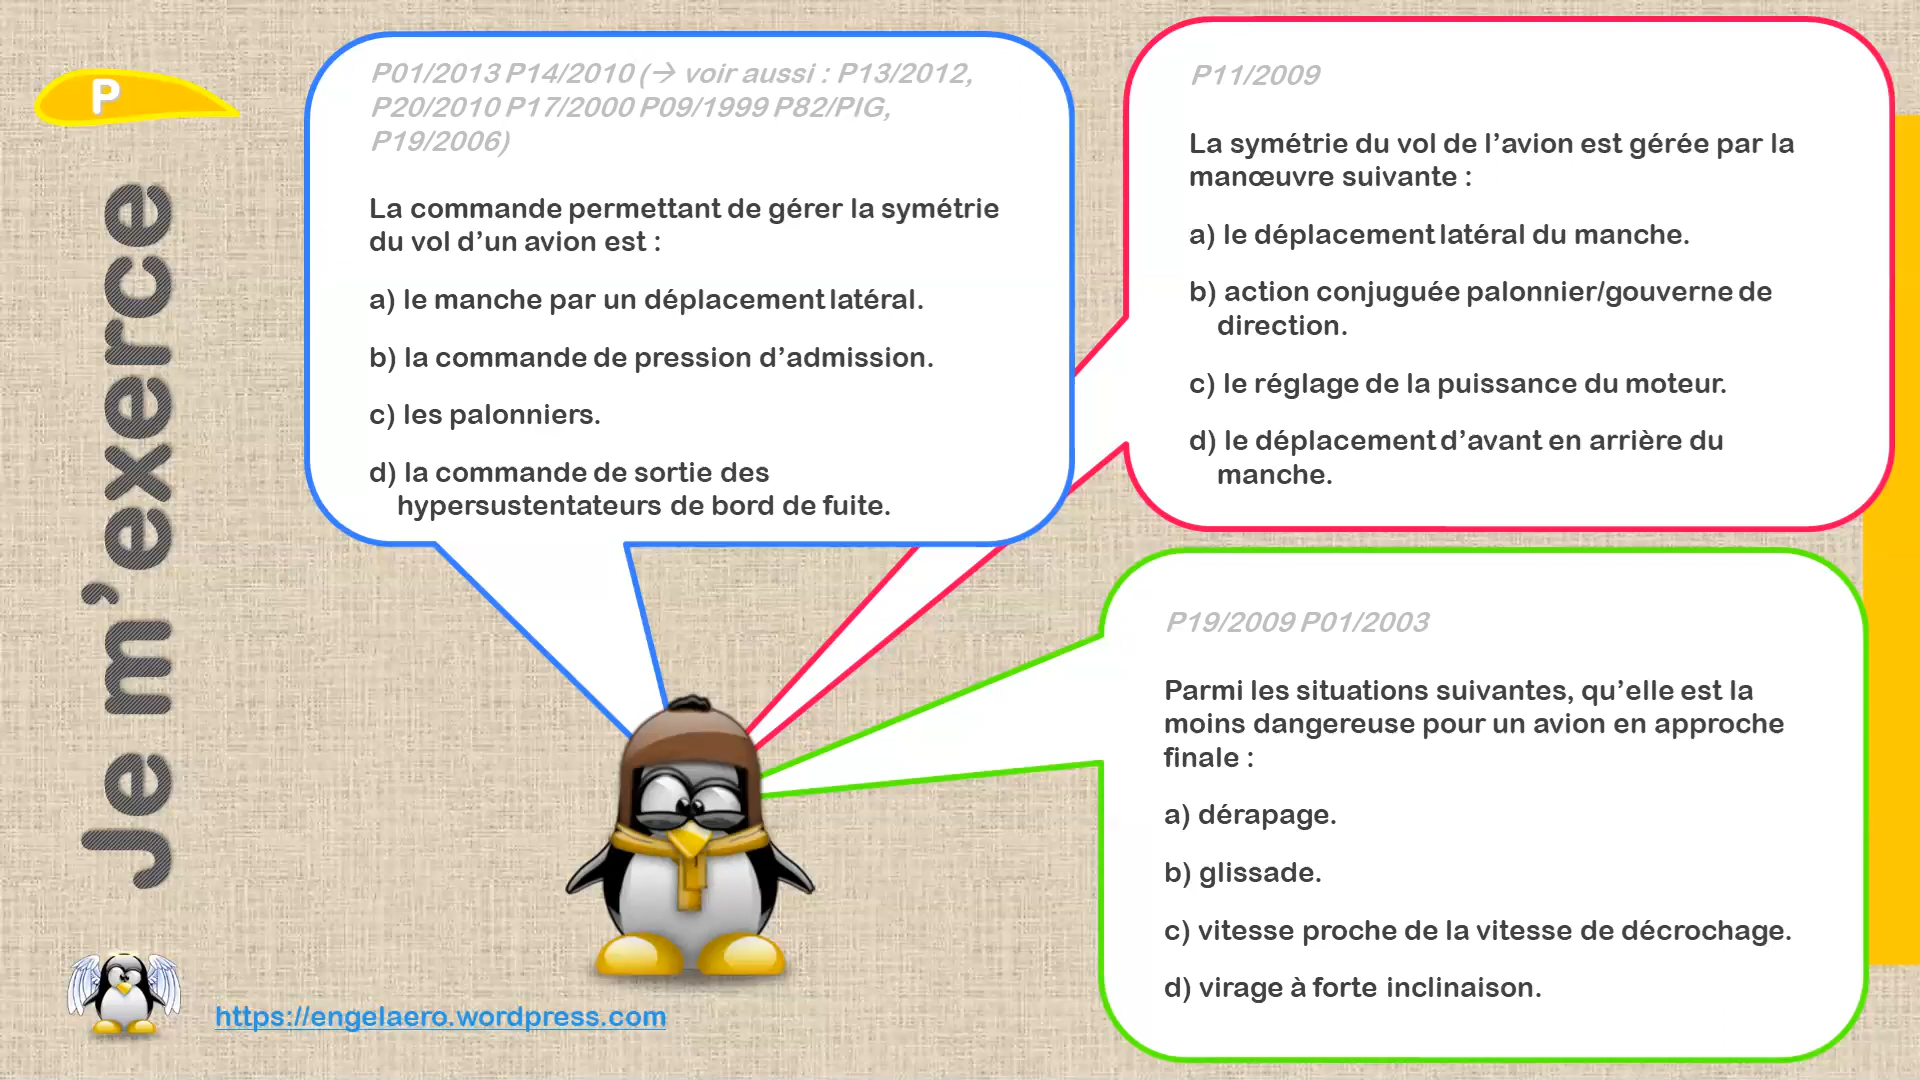 P
Je m’exerce
P01/2013 P14/2010 (→ voir aussi : P13/2012,
P20/2010 P17/2000 P09/1999 P82/PIG,
P19/2006)
La commande permettant de gérer la symétrie
du vol d’un avion est :
a) le manche par un déplacement latéral.
b) la commande de pression d’admission.
c) les palonniers.
d) la commande de sortie des
hypersustentateurs de bord de fuite.
P11/2009
La symétrie du vol de l’avion est gérée par la
manœuvre suivante :
a) le déplacement latéral du manche.
b) action conjuguée palonnier/gouverne de
direction.
c) le réglage de la puissance du moteur.
d) le déplacement d’avant en arrière du
manche.
P19/2009 P01/2003
Parmi les situations suivantes, qu’elle est la
moins dangereuse pour un avion en approche
finale :
a) dérapage.
b) glissade.
c) vitesse proche de la vitesse de décrochage.
d) virage à forte inclinaison.
https://engelaero.wordpress.com